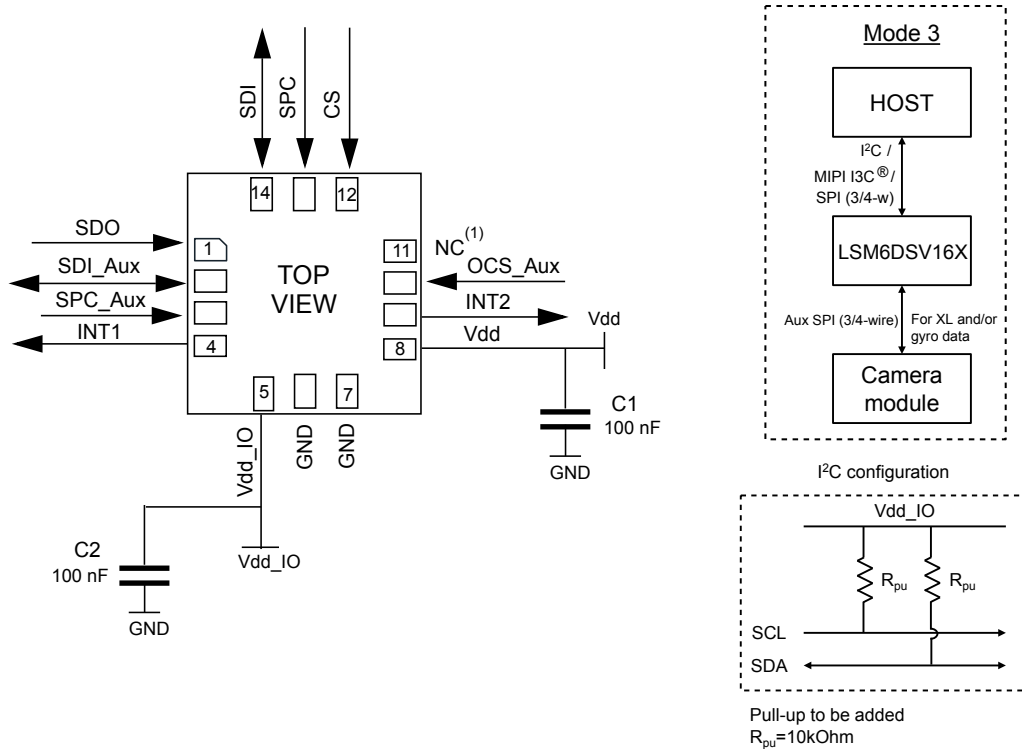 SDI
SPC
CS
14
12
SDO
1
SDI_Aux
SPC_Aux
INT1
4
TOP
VIEW
11
NC(1)
OCS_Aux
INT2
Vdd
8
Vdd
5
7
Vdd_IO
GND
GND
C1
100 nF
GND
C2
100 nF
GND
Vdd_IO
Mode 3
HOST
I²C /
MIPI I3C®/
SPI (3/4-w)
LSM6DSV16X
Aux SPI (3/4-wire)
For XL and/or
gyro data
Camera
module
I²C configuration
Vdd_IO
Rpu
Rpu
SCL
SDA
Pull-up to be added
Rpu=10kOhm